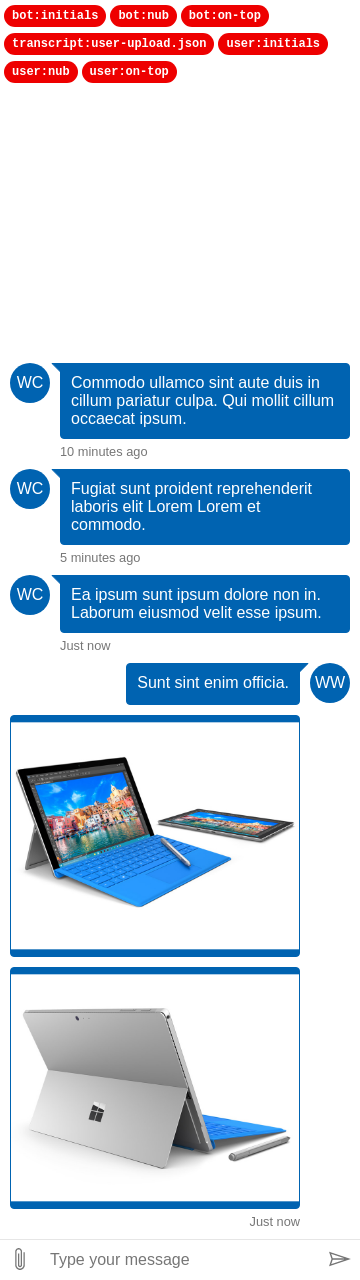 bot:initials bot:nub bot:on-top
transcript:user-upload.json user:initials
user:nub user:on-top
WC
Commodo ullamco sint aute duis in
cillum pariatur culpa. Qui mollit cillum
occaecat ipsum.
10 minutes ago
WC
Fugiat sunt proident reprehenderit
laboris elit Lorem Lorem et
commodo.
5 minutes ago
WC
Ea ipsum sunt ipsum dolore non in.
Laborum eiusmod velit esse ipsum.
Just now
Sunt sint enim officia.
WW
Just now
Type your message